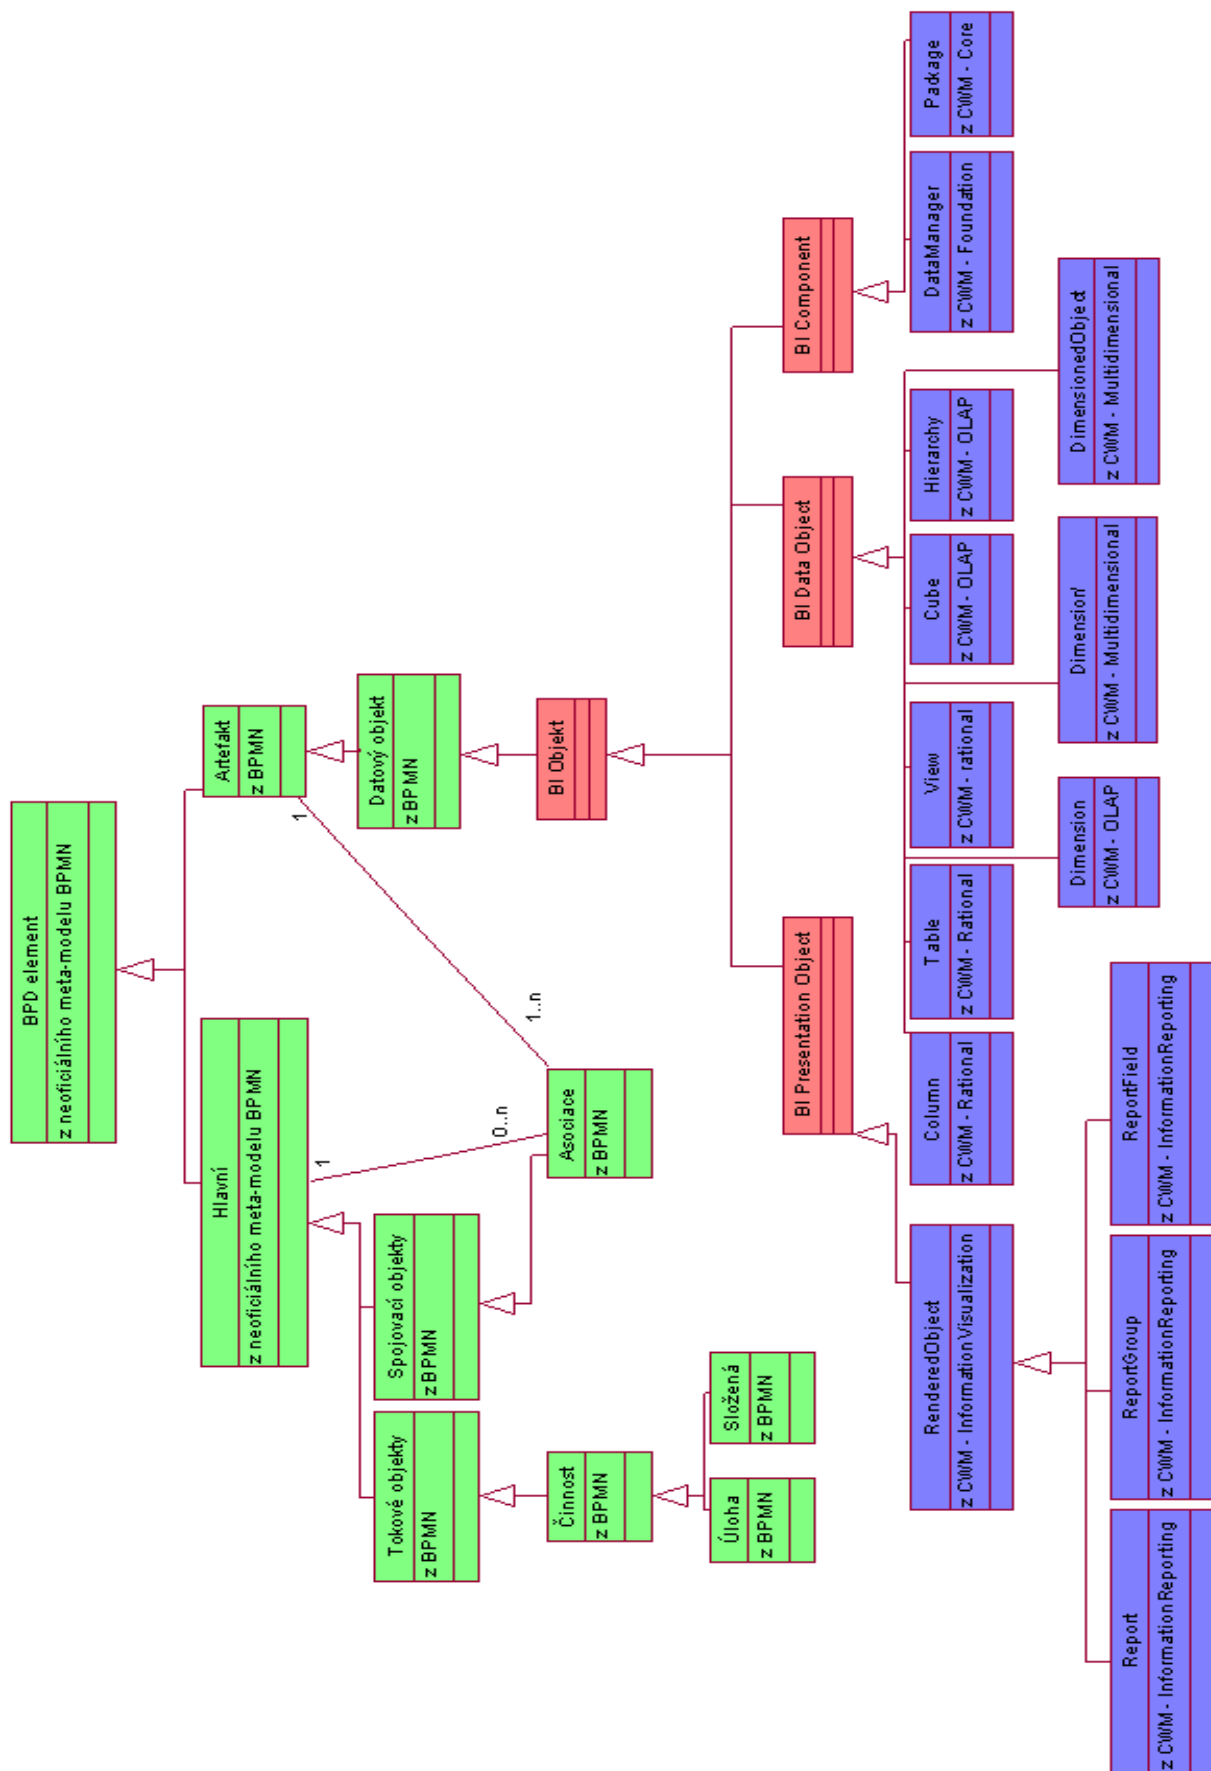 BPD element
z neoficiálního meta-modelu BPMN
Hlavní
z neoficiálního meta-modelu BPMN
Artefakt
z BPMN
1
1
Tokové objekty
z BPMN
Spojovací objekty
z BPMN
Datový objekt
z BPMN
0..n
1..n
Činnost
z BPMN
Asociace
z BPMN
BI Objekt
Úloha
z BPMN
Složená
z BPMN
BI Presentation Object
BI Data Object
BI Component
RenderedObject
z CWM - InformationVisualization
Column
z CWM - Rational
Table
z CWM - Rational
View
z CWM - rational
Cube
z CWM - OLAP
Hierarchy
z CWM - OLAP
DataManager
z CWM - Foundation
Package
z CWM - Core
Dimension
z CWM - OLAP
Dimension'
z CWM - Multidimensional
DimensionedObject
z CWM - Multidimensional
Report
z CWM - InformationReporting
ReportGroup
z CWM - InformationReporting
ReportField
z CWM - InformationReporting